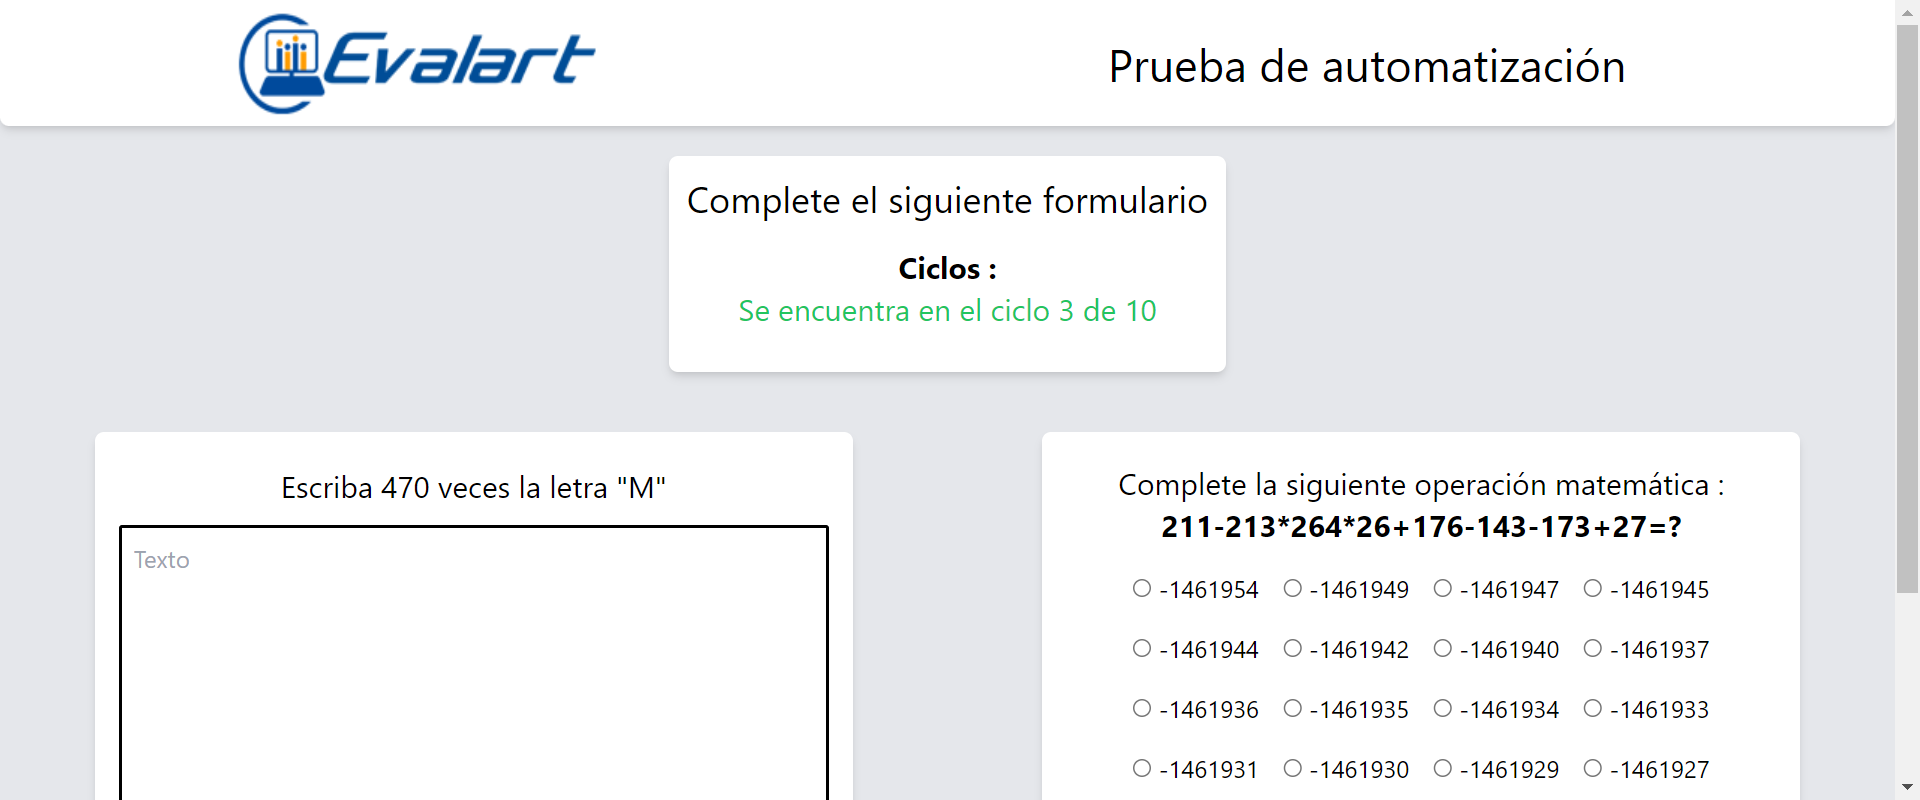 Evalart
Prueba de automatización
Complete el siguiente formulario
Ciclos :
Se encuentra en el ciclo 3 de 10
Escriba 470 veces la letra "M"
Texto
Complete la siguiente operación matemática :
211-213*264*26+176-143-173+27=?
-1461954 -1461949 -1461947 -1461945
-1461944 -1461942 -1461940 -1461937
-1461936 -1461935 -1461934 -1461933
-1461931 -1461930 -1461929 -1461927